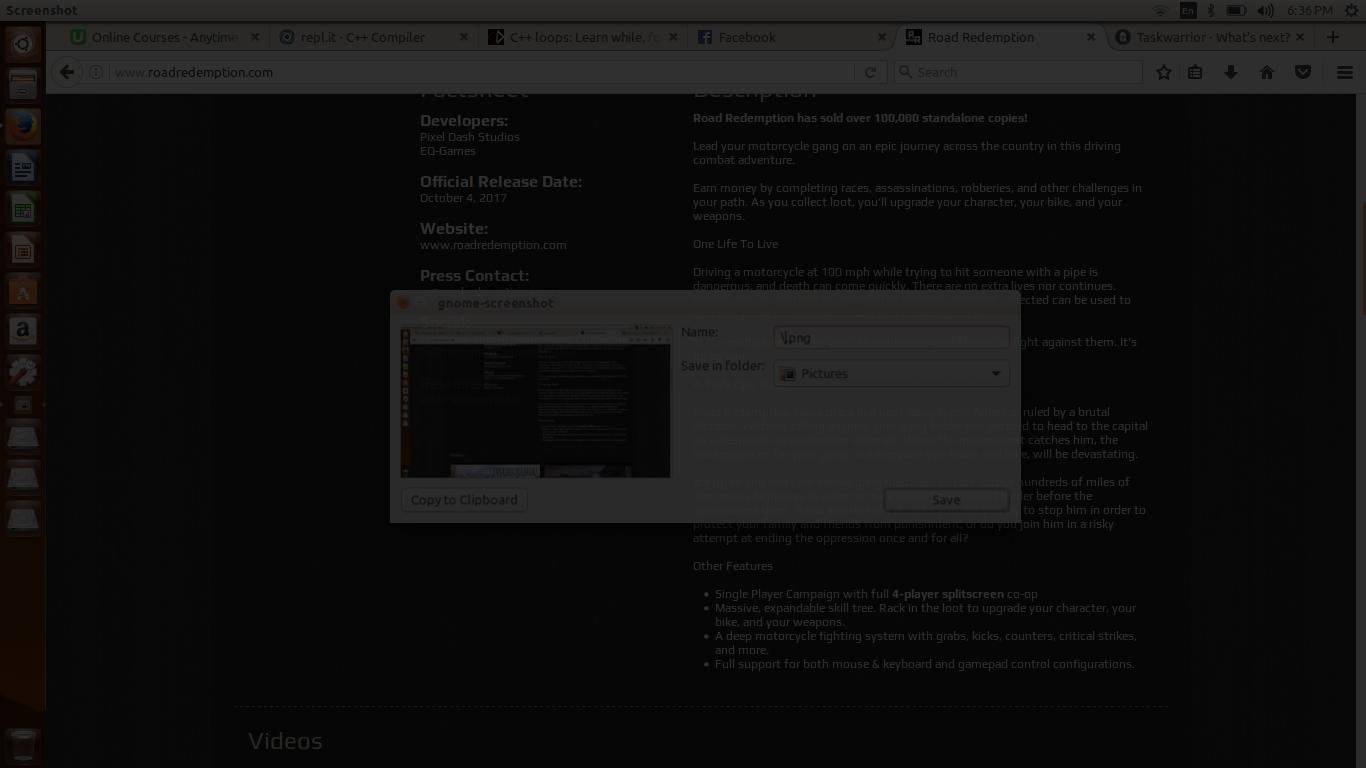 Screenshot
En
6:36 PM
Online Courses - Anytime
repl.it - C++ Compiler
C++ loops: Learn while, fo
Facebook
Road Redemption
Taskwarrior - What's next?
www.roadredemption.com
Search
Factsheet
Developers:
Pixel Dash Studios
EQ-Games
Official Release Date:
October 4, 2017
Website:
www.roadredemption.com
Press Contact:
Description
Road Redemption has sold over 100,000 standalone copies!
Lead your motorcycle gang on an epic journey across the country in this driving
combat adventure.
Earn money by completing races, assassinations, robberies, and other challenges in
your path. As you collect loot, you'll upgrade your character, your bike, and your
weapons.
One Life To Live
Driving a motorcycle at 100 mph while trying to hit someone with a pipe is
dangerous, and death can come quickly. There are no extra lives nor continues.
can be used to
against them. It's
ruled by a brutal
to head to the capital
catches him, the
will be devastating.
hundreds of miles of
before the
to stop him in order to
protect your family and friends from punishment, or do you join him in a risky
attempt at ending the oppression once and for all?
Other Features
Single Player Campaign with full 4-player splitscreen co-op
Massive, expandable skill tree. Rack in the loot to upgrade your character, your
bike, and your weapons.
A deep motorcycle fighting system with grabs, kicks, counters, critical strikes,
and more.
Full support for both mouse & keyboard and gamepad control configurations.
Videos
gnome-screenshot
Name:
\.png
Save in folder:
Pictures
Copy to Clipboard
Save